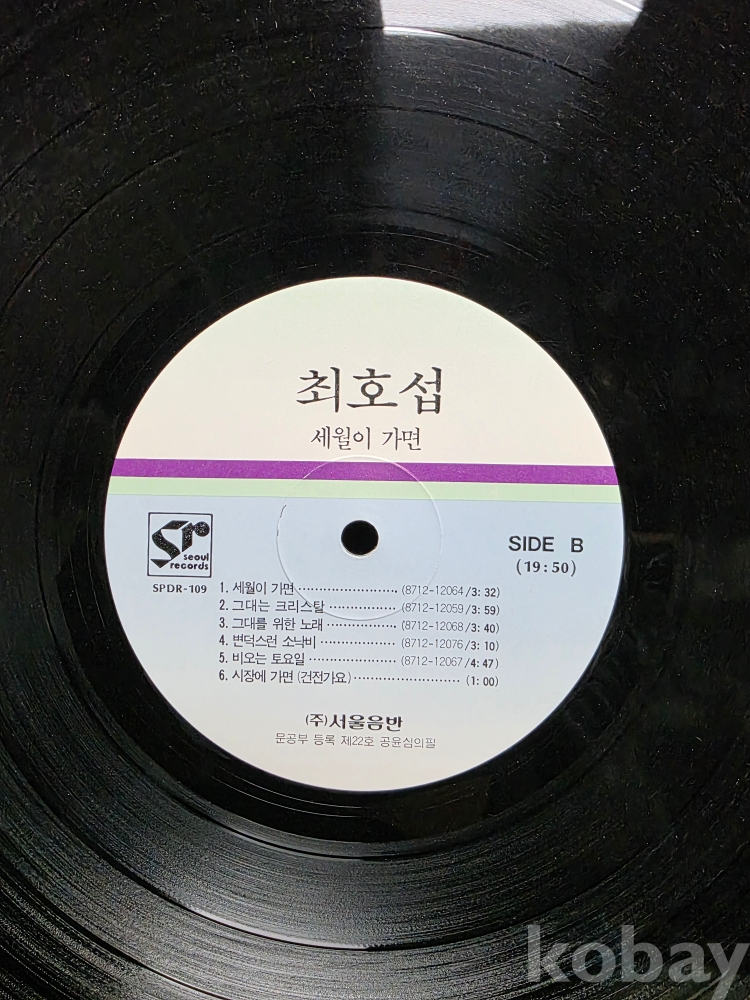 최호섭
세월이 가면
sr
seoul
records
SPDR-109
SIDE B
(19:50)
1. 세월이 가면 ·························· (8712-12064/3:32)
2. 그대는 크리스탈 ·················· (8712-12059/3:59)
3. 그대를 위한 노래 ·················· (8712-12068/3:40)
4. 변덕스런 소낙비 ···················· (8712-12076/3:10)
5. 비오는 토요일 ······················· (8712-12067/4:47)
6. 시장에 가면 (건전가요) ···························· (1:00)
(주)서울음반
문공부 등록 제22호 공윤심의필
kobay